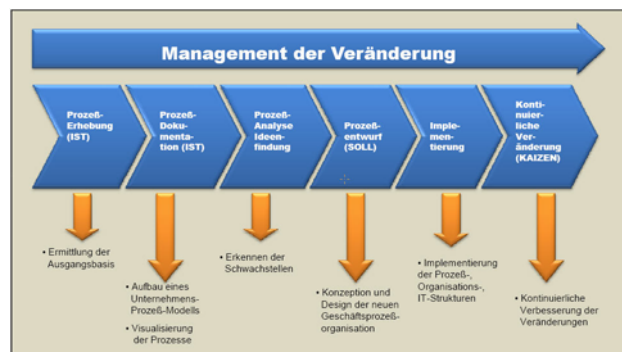 Management der Veränderung
Prozeß-
Erhebung
(IST)
Prozeß-
Doku-
menta-
tion (IST)
Prozeß-
Analyse
Ideen-
findung
Prozeß-
entwurf
(SOLL)
Imple-
mentierung
Konti-
nuier-
liche
Ver-
änderung
(KAIZEN)
• Ermittlung der
Ausgangsbasis
• Aufbau eines
Unternehmens-
Prozeß-Modells
• Visualisierung
der Prozesse
• Erkennen der
Schwachstellen
• Konzeption und
Design der neuen
Geschäftsprozeß-
organisation
• Implementierung
der Prozeß-,
Organisations-,
IT-Strukturen
• Kontinuierliche
Verbesserung der
Veränderungen